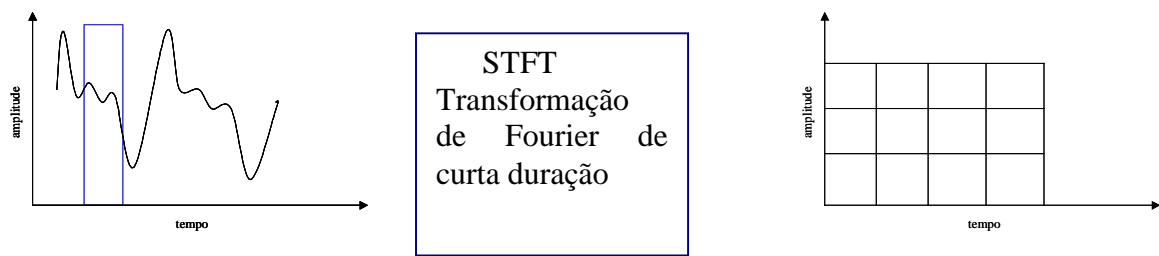 amplitude
tempo
STFT
Transformação
de Fourier de
curta duração
amplitude
tempo